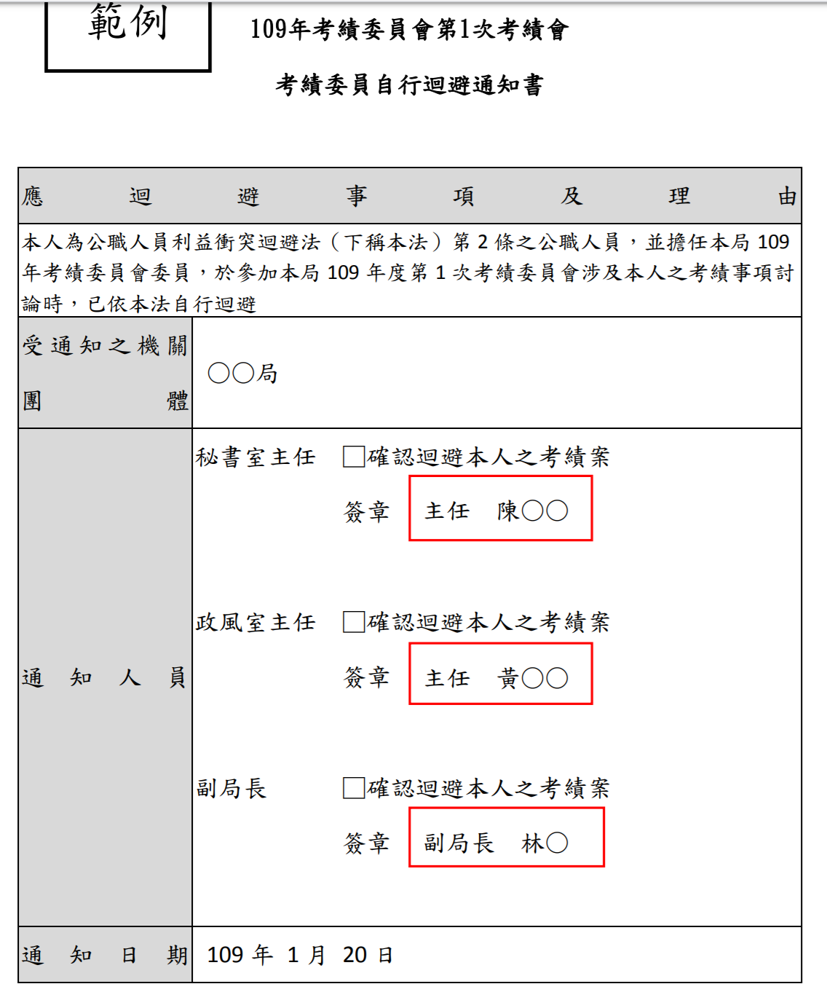 範例
109年考績委員會第1次考績會
考績委員自行迴避通知書
應迴避事項及理由
本人為公職人員利益衝突迴避法（下稱本法）第 2 條之公職人員，並擔任本局 109
年考績委員會委員，於參加本局 109 年度第 1 次考績委員會涉及本人之考績事項討
論時，已依本法自行迴避
受通知之機關
團體
○○局
通知人員
秘書室主任 □確認迴避本人之考績案
簽章 主任 陳○○
政風室主任 □確認迴避本人之考績案
簽章 主任 黃○○
副局長 □確認迴避本人之考績案
簽章 副局長 林○
通知日期 109 年 1 月 20 日